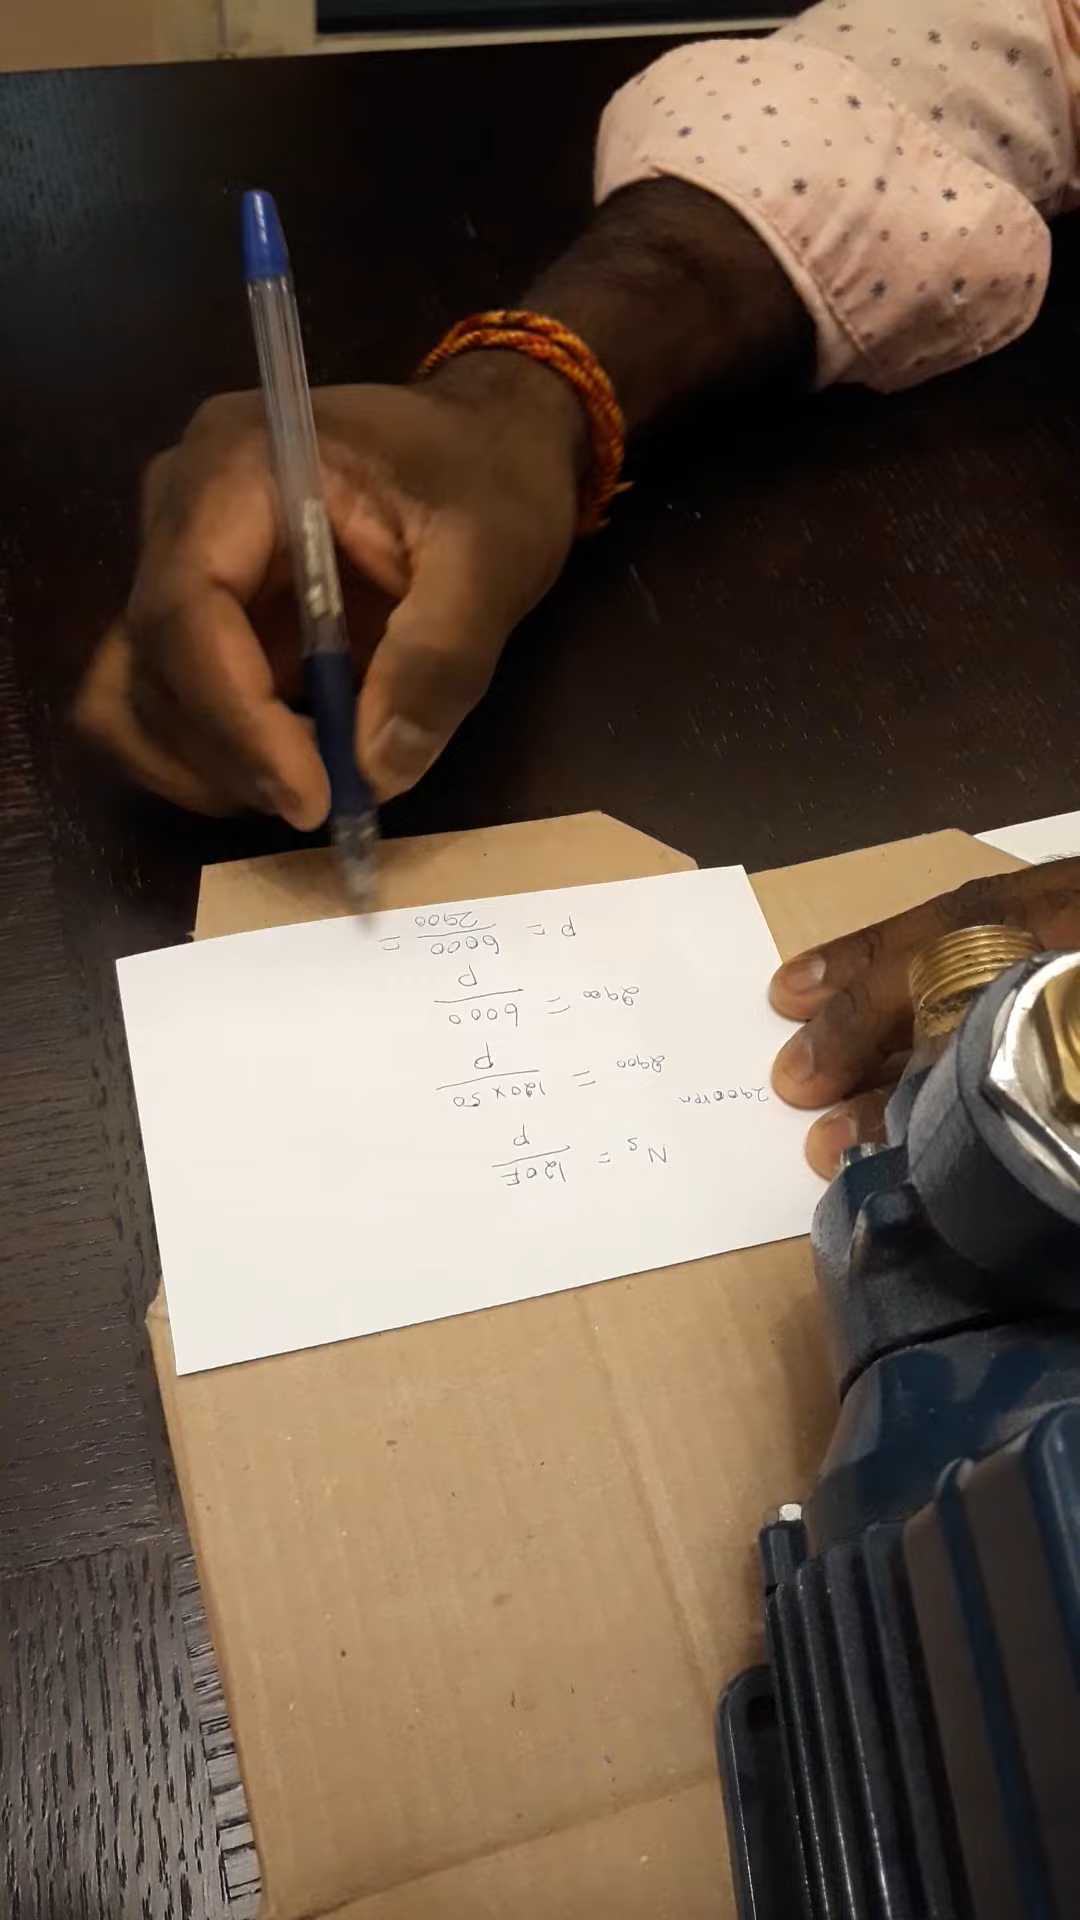 Ns = 120F / P
2900rpm
2900 = 120 x 50 / P
2900 = 6000 / P
P = 6000 / 2900 =